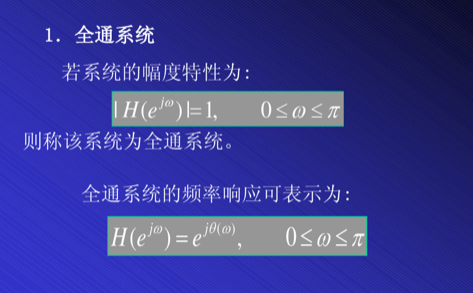 1. 全通系统
若系统的幅度特性为:
|H(e^{jω})|=1,  0≤ω≤π
则称该系统为全通系统。
全通系统的频率响应可表示为:
H(e^{jω})=e^{jθ(ω)},  0≤ω≤π